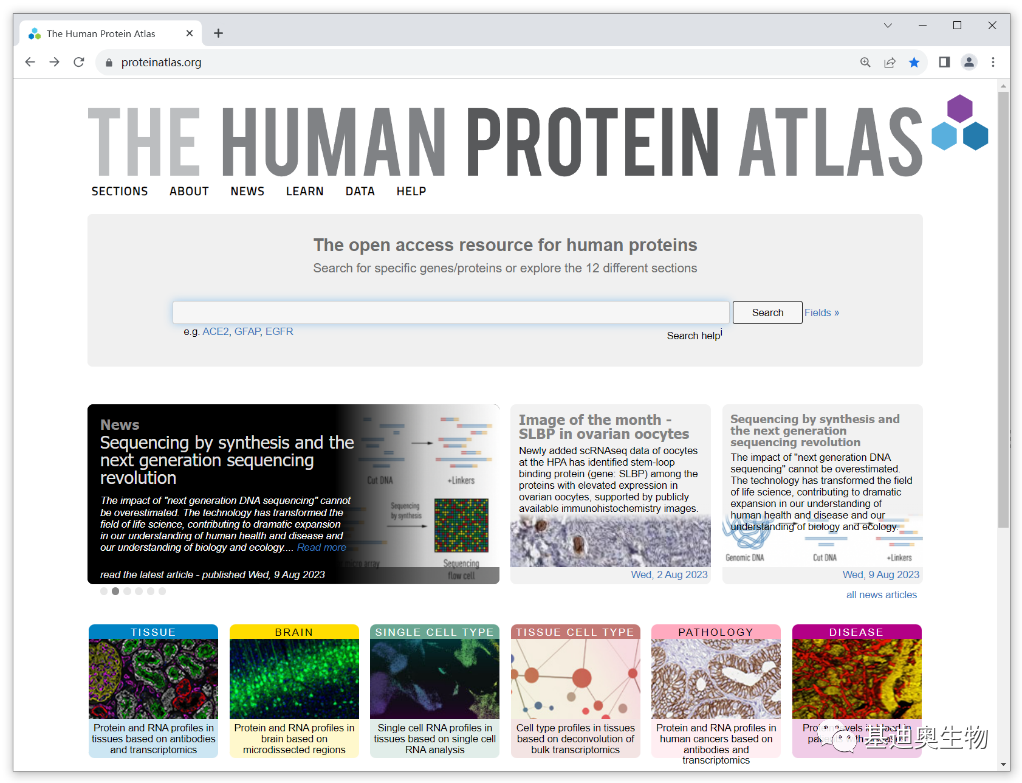 The Human Protein Atlas
proteinatlas.org
THE HUMAN PROTEIN ATLAS
SECTIONS ABOUT NEWS LEARN DATA HELP
The open access resource for human proteins
Search for specific genes/proteins or explore the 12 different sections
Search Fields »
e.g. ACE2, GFAP, EGFR
Search help i
News
Sequencing by synthesis and the
next generation sequencing
revolution
The impact of "next generation DNA sequencing" cannot
be overestimated. The technology has transformed the
field of life science, contributing to dramatic expansion
in our understanding of human health and disease and
our understanding of biology and ecology.... Read more
read the latest article - published Wed, 9 Aug 2023
Cut DNA
+Linkers
Sequencing
by synthesis
array
Sequencing
flow cell
Image of the month -
SLBP in ovarian oocytes
Newly added scRNAseq data of oocytes
at the HPA has identified stem-loop
binding protein (gene: SLBP) among the
proteins with elevated expression in
ovarian oocytes, supported by publicly
available immunohistochemistry images.
Wed, 2 Aug 2023
Sequencing by synthesis and
the next generation
sequencing revolution
The impact of "next generation DNA
sequencing" cannot be overestimated.
The technology has transformed the field
of life science, contributing to dramatic
expansion in our understanding of
human health and disease and our
understanding of biology and ecology.
Genomic DNA Cut DNA +Linkers
Wed, 9 Aug 2023
all news articles
TISSUE
Protein and RNA profiles in
tissues based on antibodies
and transcriptomics
BRAIN
Protein and RNA profiles in
brain based on
microdissected regions
SINGLE CELL TYPE
Single cell RNA profiles in
tissues based on single cell
RNA analysis
TISSUE CELL TYPE
Cell type profiles in tissues
based on deconvolution of
bulk transcriptomics
PATHOLOGY
Protein and RNA profiles in
human cancers based on
antibodies and
transcriptomics
DISEASE
基迪奥生物